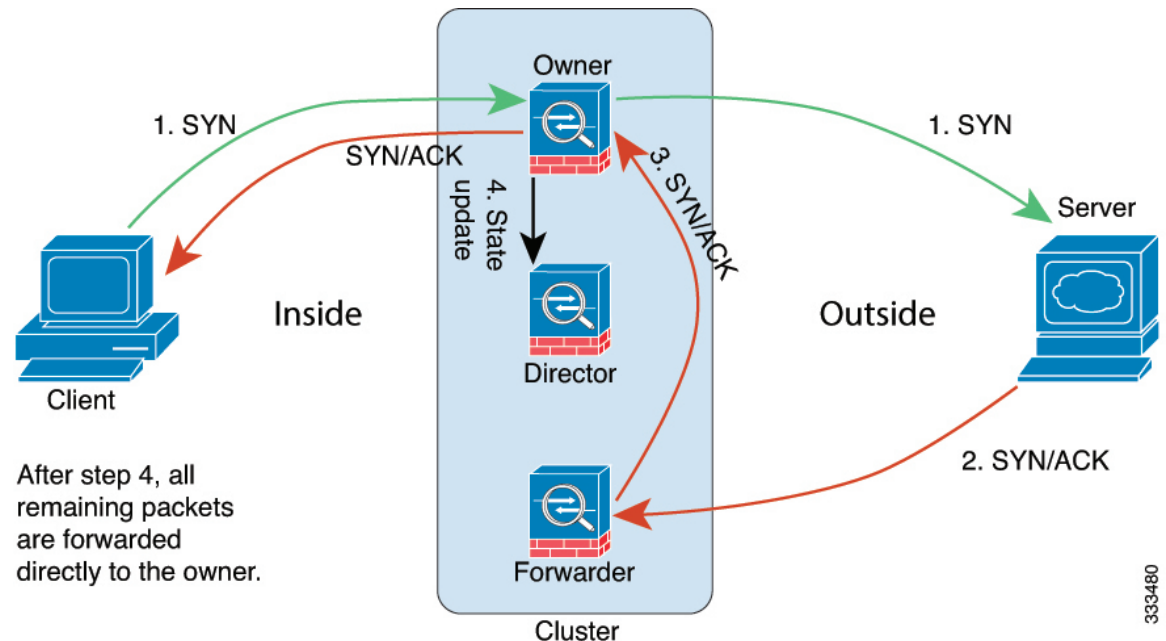 Owner
1. SYN
1. SYN
SYN/ACK
3. SYN/ACK
4. State
update
Server
Inside
Outside
Director
Client
2. SYN/ACK
After step 4, all
remaining packets
are forwarded
directly to the owner.
Forwarder
Cluster
333480